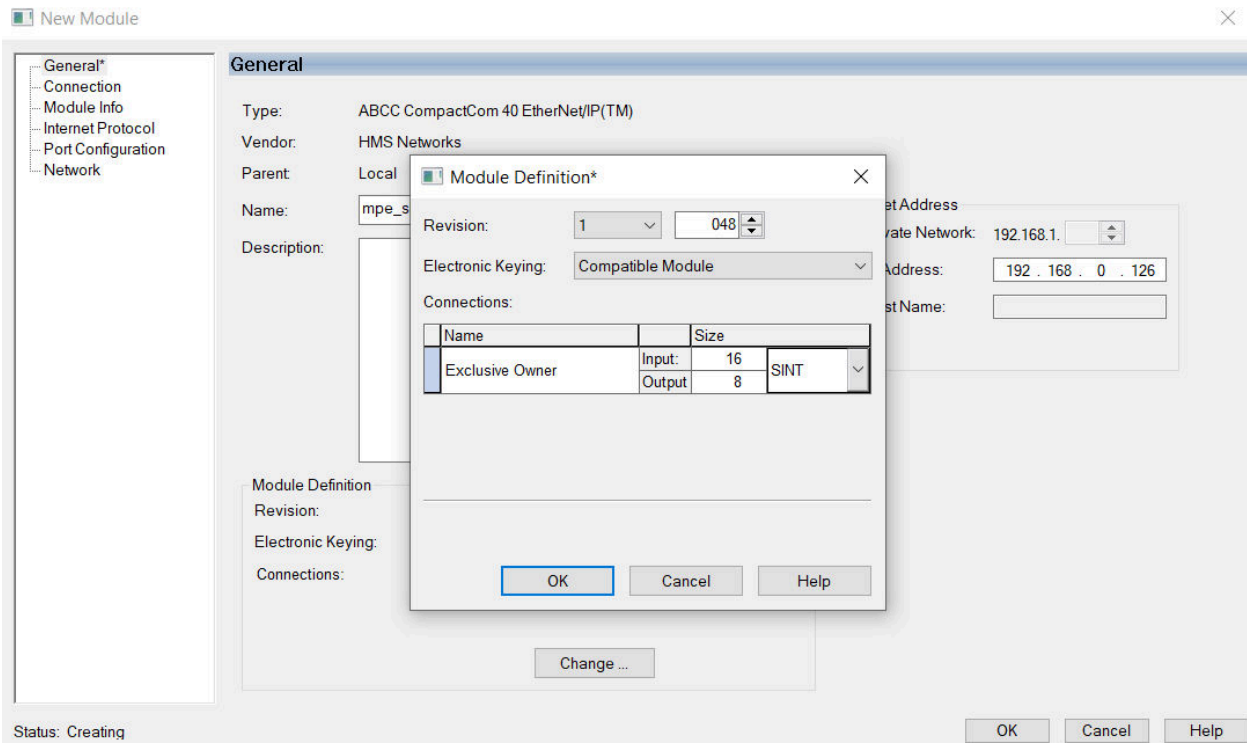 New Module
General*
Connection
Module Info
Internet Protocol
Port Configuration
Network
General
Type: ABCC CompactCom 40 EtherNet/IP(TM)
Vendor: HMS Networks
Parent: Local
Name: mpe_s
Description:
et Address
vate Network: 192.168.1.
Address: 192 . 168 . 0 . 126
st Name:
Module Definition*
Revision: 1 048
Electronic Keying: Compatible Module
Connections:
Name Size
Exclusive Owner Input: 16 SINT
Output 8
OK Cancel Help
Module Definition
Revision:
Electronic Keying:
Connections:
Change ...
Status: Creating
OK Cancel Help